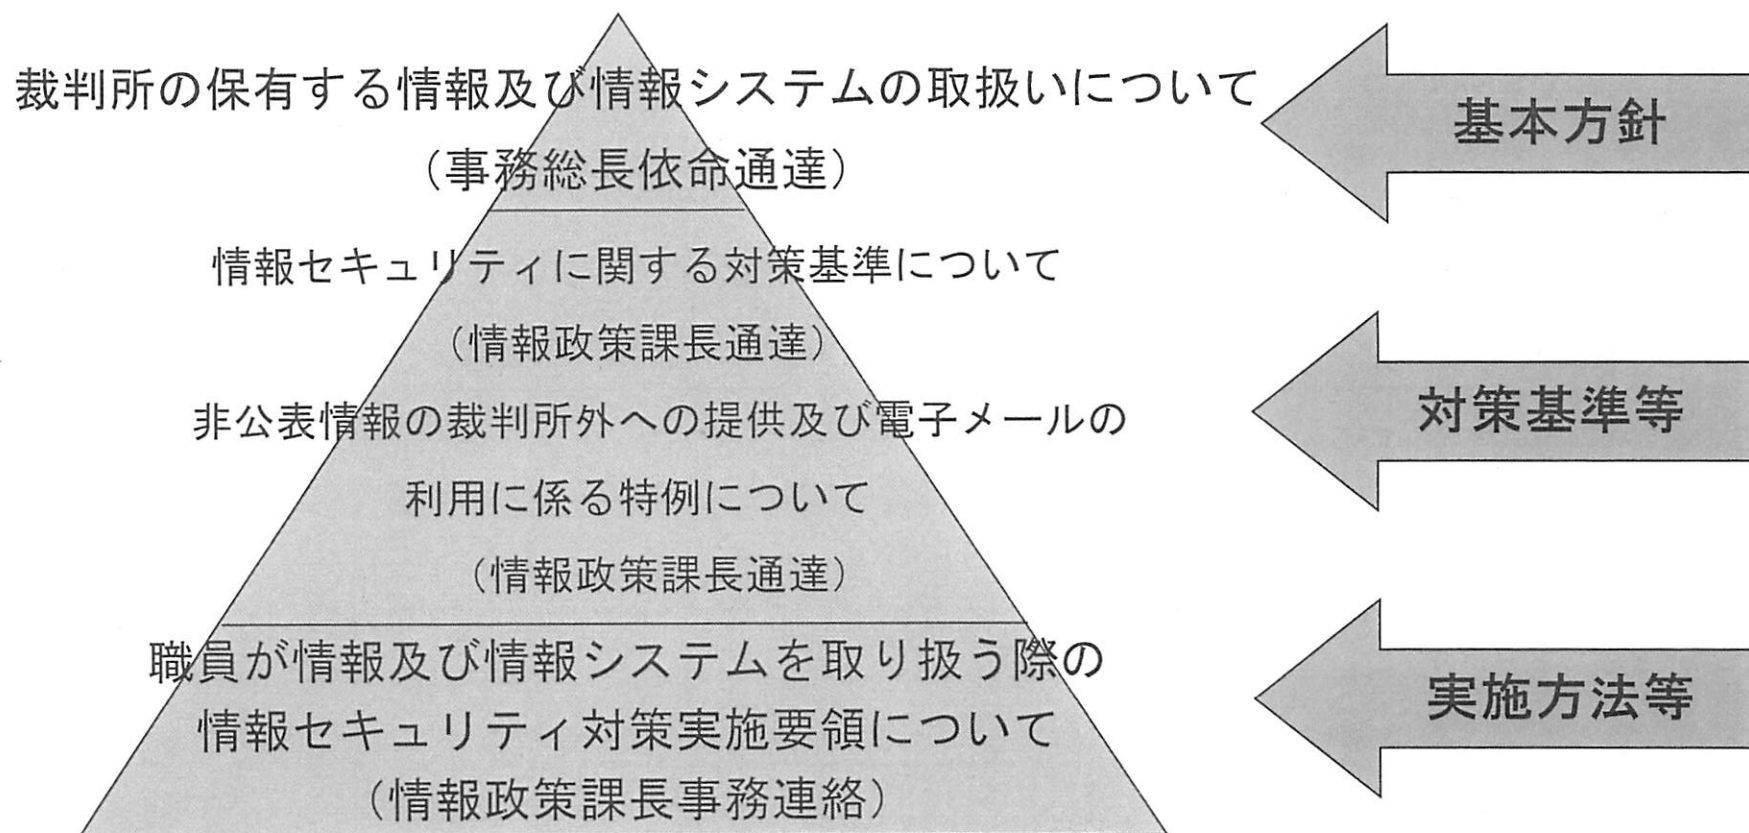 裁判所の保有する情報及び情報システムの取扱いについて
（事務総長依命通達）
基本方針
情報セキュリティに関する対策基準について
（情報政策課長通達）
非公表情報の裁判所外への提供及び電子メールの
利用に係る特例について
（情報政策課長通達）
対策基準等
職員が情報及び情報システムを取り扱う際の
情報セキュリティ対策実施要領について
（情報政策課長事務連絡）
実施方法等